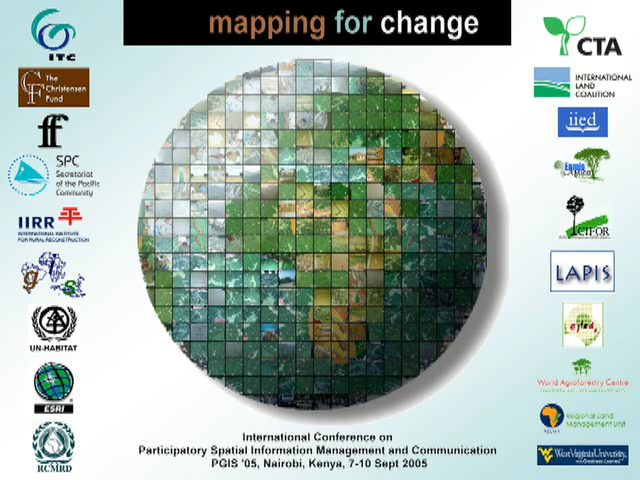 mapping for change
ITC
The
Christensen
Fund
ff
SPC
Secretariat
of the Pacific
Community
IIRR
INTERNATIONAL INSTITUTE
FOR RURAL RECONSTRUCTION
UN-HABITAT
ESRI
RCMRD
CTA
INTERNATIONAL
LAND
COALITION
iied
CIFOR
LAPIS
World Agroforestry Centre
Regional Land
Management Unit
West Virginia University
International Conference on
Participatory Spatial Information Management and Communication
PGIS '05, Nairobi, Kenya, 7-10 Sept 2005